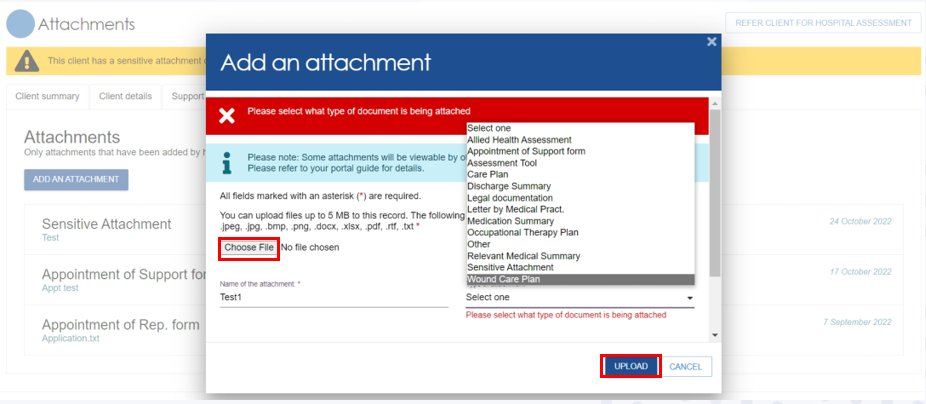 Attachments
REFER CLIENT FOR HOSPITAL ASSESSMENT
This client has a sensitive attachment
Client summary
Client details
Support
Attachments
Only attachments that have been added by
ADD AN ATTACHMENT
Sensitive Attachment
Test
24 October 2022
Appointment of Support for
Appt test
17 October 2022
Appointment of Rep. form
Application.txt
7 September 2022
Add an attachment
Please select what type of document is being attached
Please note: Some attachments will be viewable by
Please refer to your portal guide for details.
All fields marked with an asterisk (*) are required.
You can upload files up to 5 MB to this record. The following
.jpeg, .jpg, .bmp, .png, .docx, .xlsx, .pdf, .rtf, .txt *
Choose File No file chosen
Name of the attachment: *
Test1
Select one
Allied Health Assessment
Appointment of Support form
Assessment Tool
Care Plan
Discharge Summary
Legal documentation
Letter by Medical Pract.
Medication Summary
Occupational Therapy Plan
Other
Relevant Medical Summary
Sensitive Attachment
Wound Care Plan
Select one
Please select what type of document is being attached
UPLOAD
CANCEL